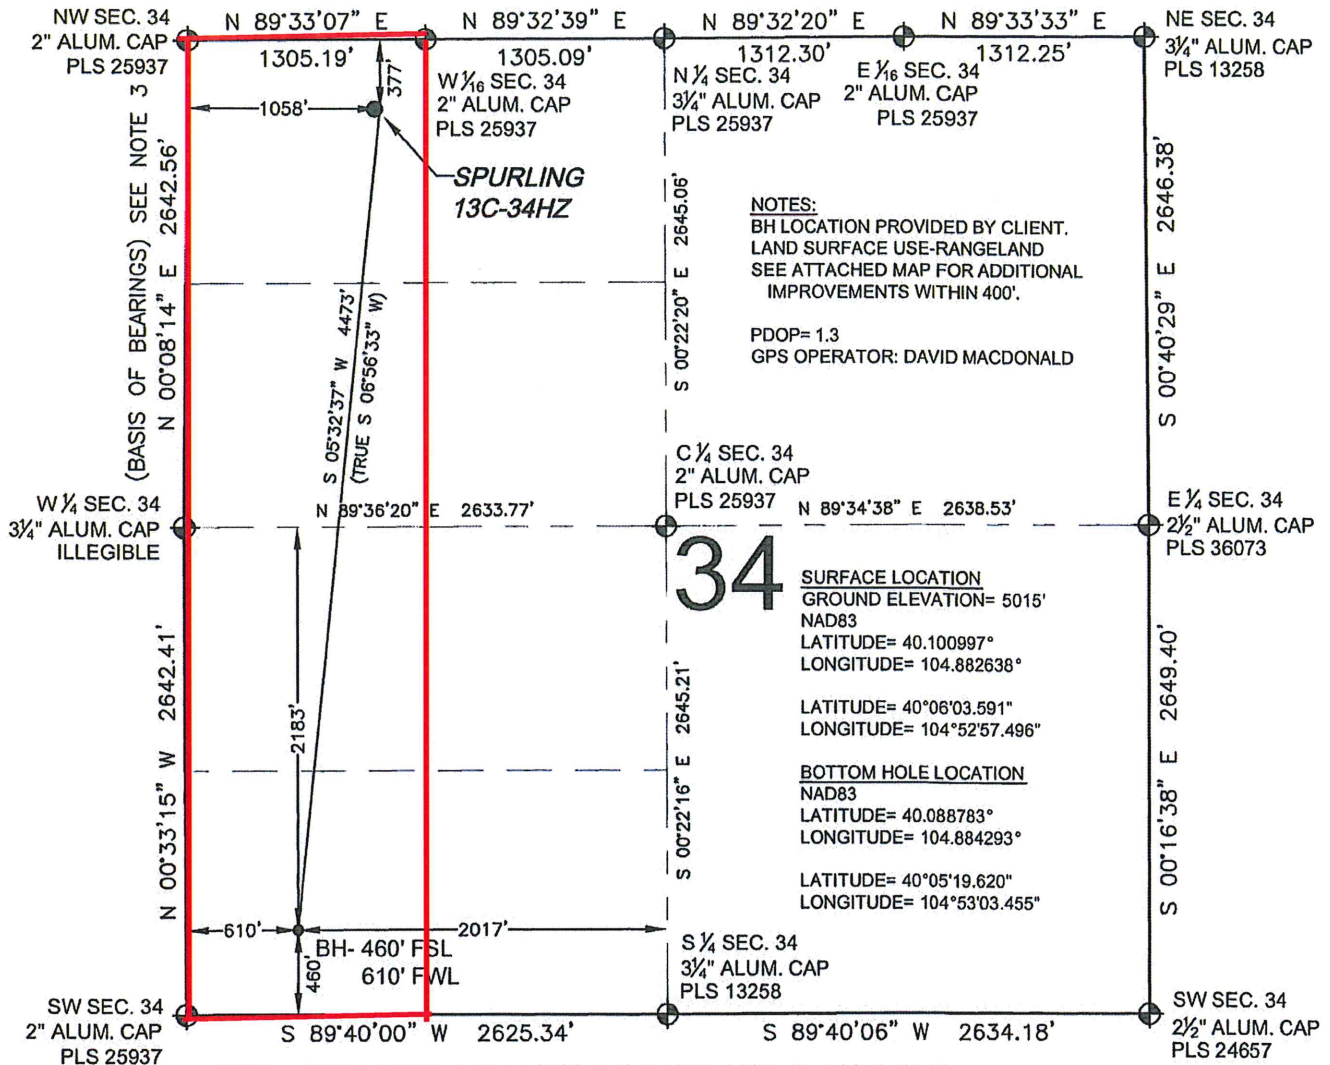 NW SEC. 34
2" ALUM. CAP
PLS 25937
N 89°33'07" E
1305.19'
N 89°32'39" E
1305.09'
N 89°32'20" E
1312.30'
N 89°33'33" E
1312.25'
NE SEC. 34
3¼" ALUM. CAP
PLS 13258
W 1⁄16 SEC. 34
2" ALUM. CAP
PLS 25937
N ¼ SEC. 34
3¼" ALUM. CAP
PLS 25937
E 1⁄16 SEC. 34
2" ALUM. CAP
PLS 25937
377'
1058'
SPURLING
13C-34HZ
(BASIS OF BEARINGS) SEE NOTE 3
N 00°08'14" E 2642.56'
S 00°22'20" E 2645.06'
S 00°40'29" E 2646.38'
NOTES:
BH LOCATION PROVIDED BY CLIENT.
LAND SURFACE USE-RANGELAND
SEE ATTACHED MAP FOR ADDITIONAL
IMPROVEMENTS WITHIN 400'.
PDOP= 1.3
GPS OPERATOR: DAVID MACDONALD
S 05°32'37" W 4473'
(TRUE S 06°56'33" W)
W ¼ SEC. 34
3¼" ALUM. CAP
ILLEGIBLE
N 89°36'20" E 2633.77'
C ¼ SEC. 34
2" ALUM. CAP
PLS 25937
N 89°34'38" E 2638.53'
E ¼ SEC. 34
2½" ALUM. CAP
PLS 36073
34
SURFACE LOCATION
GROUND ELEVATION= 5015'
NAD83
LATITUDE= 40.100997°
LONGITUDE= 104.882638°
LATITUDE= 40°06'03.591"
LONGITUDE= 104°52'57.496"
BOTTOM HOLE LOCATION
NAD83
LATITUDE= 40.088783°
LONGITUDE= 104.884293°
LATITUDE= 40°05'19.620"
LONGITUDE= 104°53'03.455"
N 00°33'15" W 2642.41'
2183'
S 00°22'16" E 2645.21'
S 00°16'38" E 2649.40'
610'
2017'
460'
BH- 460' FSL
610' FWL
S ¼ SEC. 34
3¼" ALUM. CAP
PLS 13258
SW SEC. 34
2" ALUM. CAP
PLS 25937
S 89°40'00" W 2625.34'
S 89°40'06" W 2634.18'
SW SEC. 34
2½" ALUM. CAP
PLS 24657